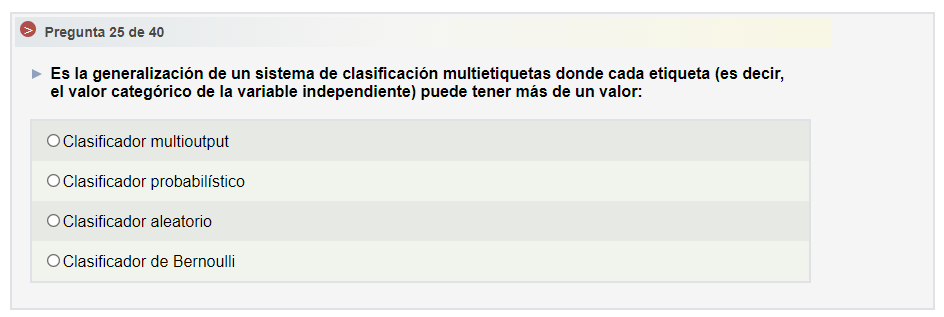 Pregunta 25 de 40
Es la generalización de un sistema de clasificación multietiquetas donde cada etiqueta (es decir,
el valor categórico de la variable independiente) puede tener más de un valor:
Clasificador multioutput
Clasificador probabilístico
Clasificador aleatorio
Clasificador de Bernoulli